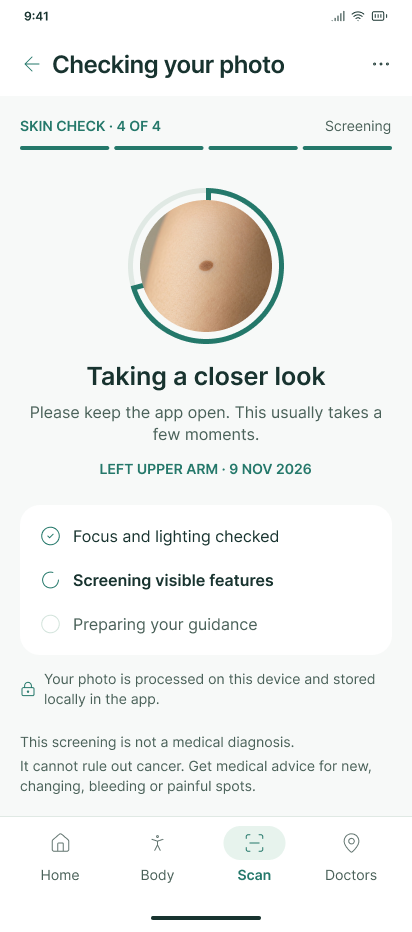 9:41
Checking your photo
SKIN CHECK · 4 OF 4
Screening
Taking a closer look
Please keep the app open. This usually takes a
few moments.
LEFT UPPER ARM · 9 NOV 2026
Focus and lighting checked
Screening visible features
Preparing your guidance
Your photo is processed on this device and stored
locally in the app.
This screening is not a medical diagnosis.
It cannot rule out cancer. Get medical advice for new,
changing, bleeding or painful spots.
Home
Body
Scan
Doctors